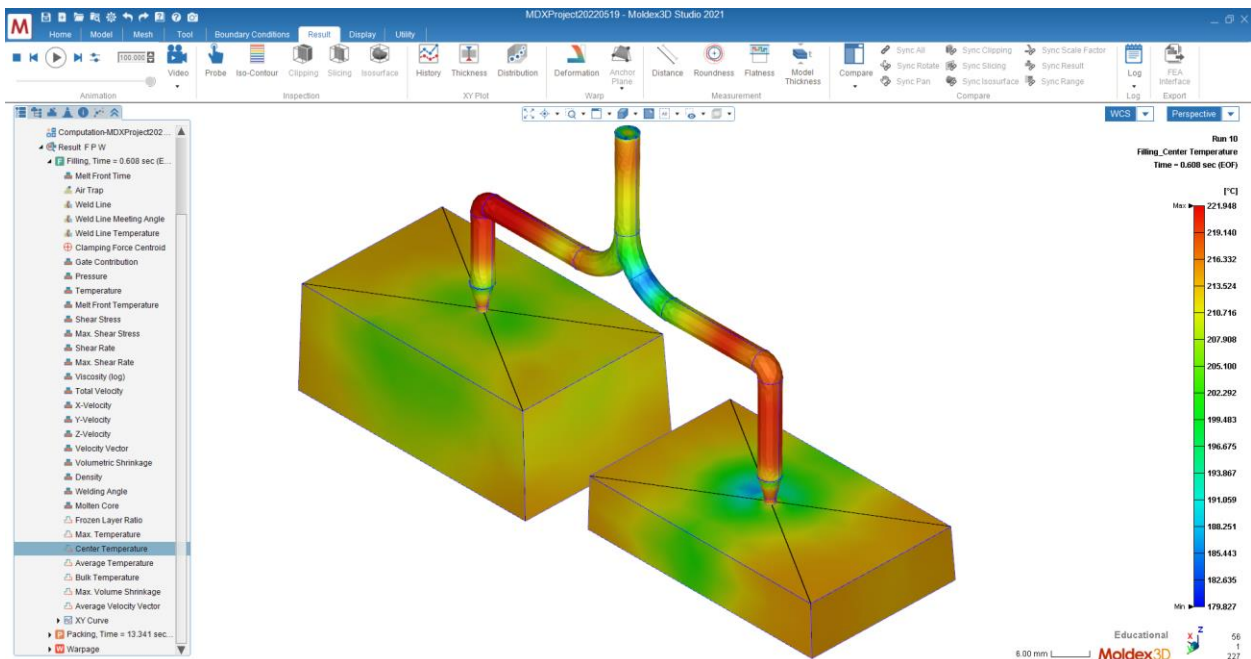 MDXProject20220519 - Moldex3D Studio 2021
M
Home Model Mesh Tool Boundary Conditions Result Display Utility
100.000
Video
Animation
Probe Iso-Contour Clipping Slicing Isosurface
Inspection
History Thickness Distribution
XY Plot
Deformation Anchor Plane
Warp
Distance Roundness Flatness Model Thickness
Measurement
Compare
Sync All Sync Clipping Sync Scale Factor
Sync Rotate Sync Slicing Sync Result
Sync Pan Sync Isosurface Sync Range
Compare
Log
Log
FEA Interface
Export
WCS Perspective
Computation-MDXProject202...
Result F P W
F Filling, Time = 0.608 sec (E...
Melt Front Time
Air Trap
Weld Line
Weld Line Meeting Angle
Weld Line Temperature
Clamping Force Centroid
Gate Contribution
Pressure
Temperature
Melt Front Temperature
Shear Stress
Max. Shear Stress
Shear Rate
Max. Shear Rate
Viscosity (log)
Total Velocity
X-Velocity
Y-Velocity
Z-Velocity
Velocity Vector
Volumetric Shrinkage
Density
Welding Angle
Molten Core
Frozen Layer Ratio
Max. Temperature
Center Temperature
Average Temperature
Bulk Temperature
Max. Volume Shrinkage
Average Velocity Vector
XY Curve
P Packing, Time = 13.341 sec...
W Warpage
Run 10
Filling_Center Temperature
Time = 0.608 sec (EOF)
[°C]
Max 221.948
219.140
216.332
213.524
210.716
207.908
205.100
202.292
199.483
196.675
193.867
191.059
188.251
185.443
182.635
Min 179.827
Educational
6.00 mm
Moldex3D
X Z
56
1
227